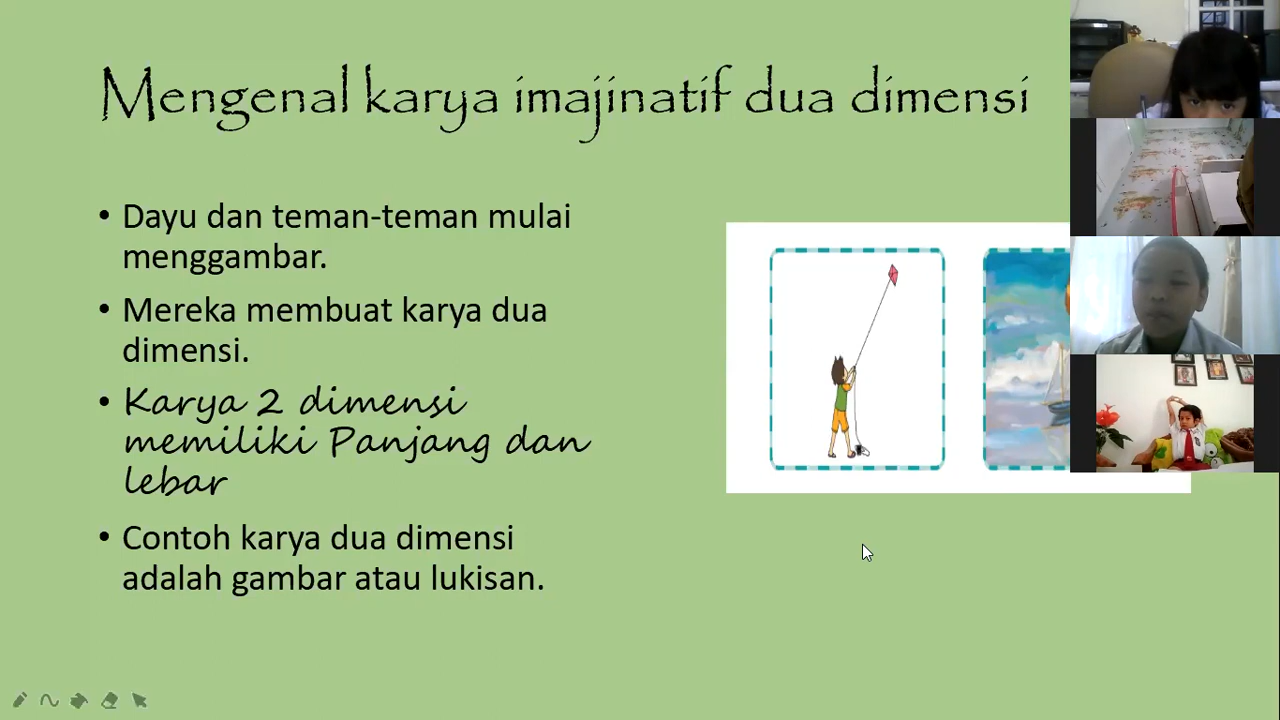 Mengenal karya imajinatif dua dimensi
• Dayu dan teman-teman mulai
menggambar.
• Mereka membuat karya dua
dimensi.
• Karya 2 dimensi
memiliki Panjang dan
lebar
• Contoh karya dua dimensi
adalah gambar atau lukisan.